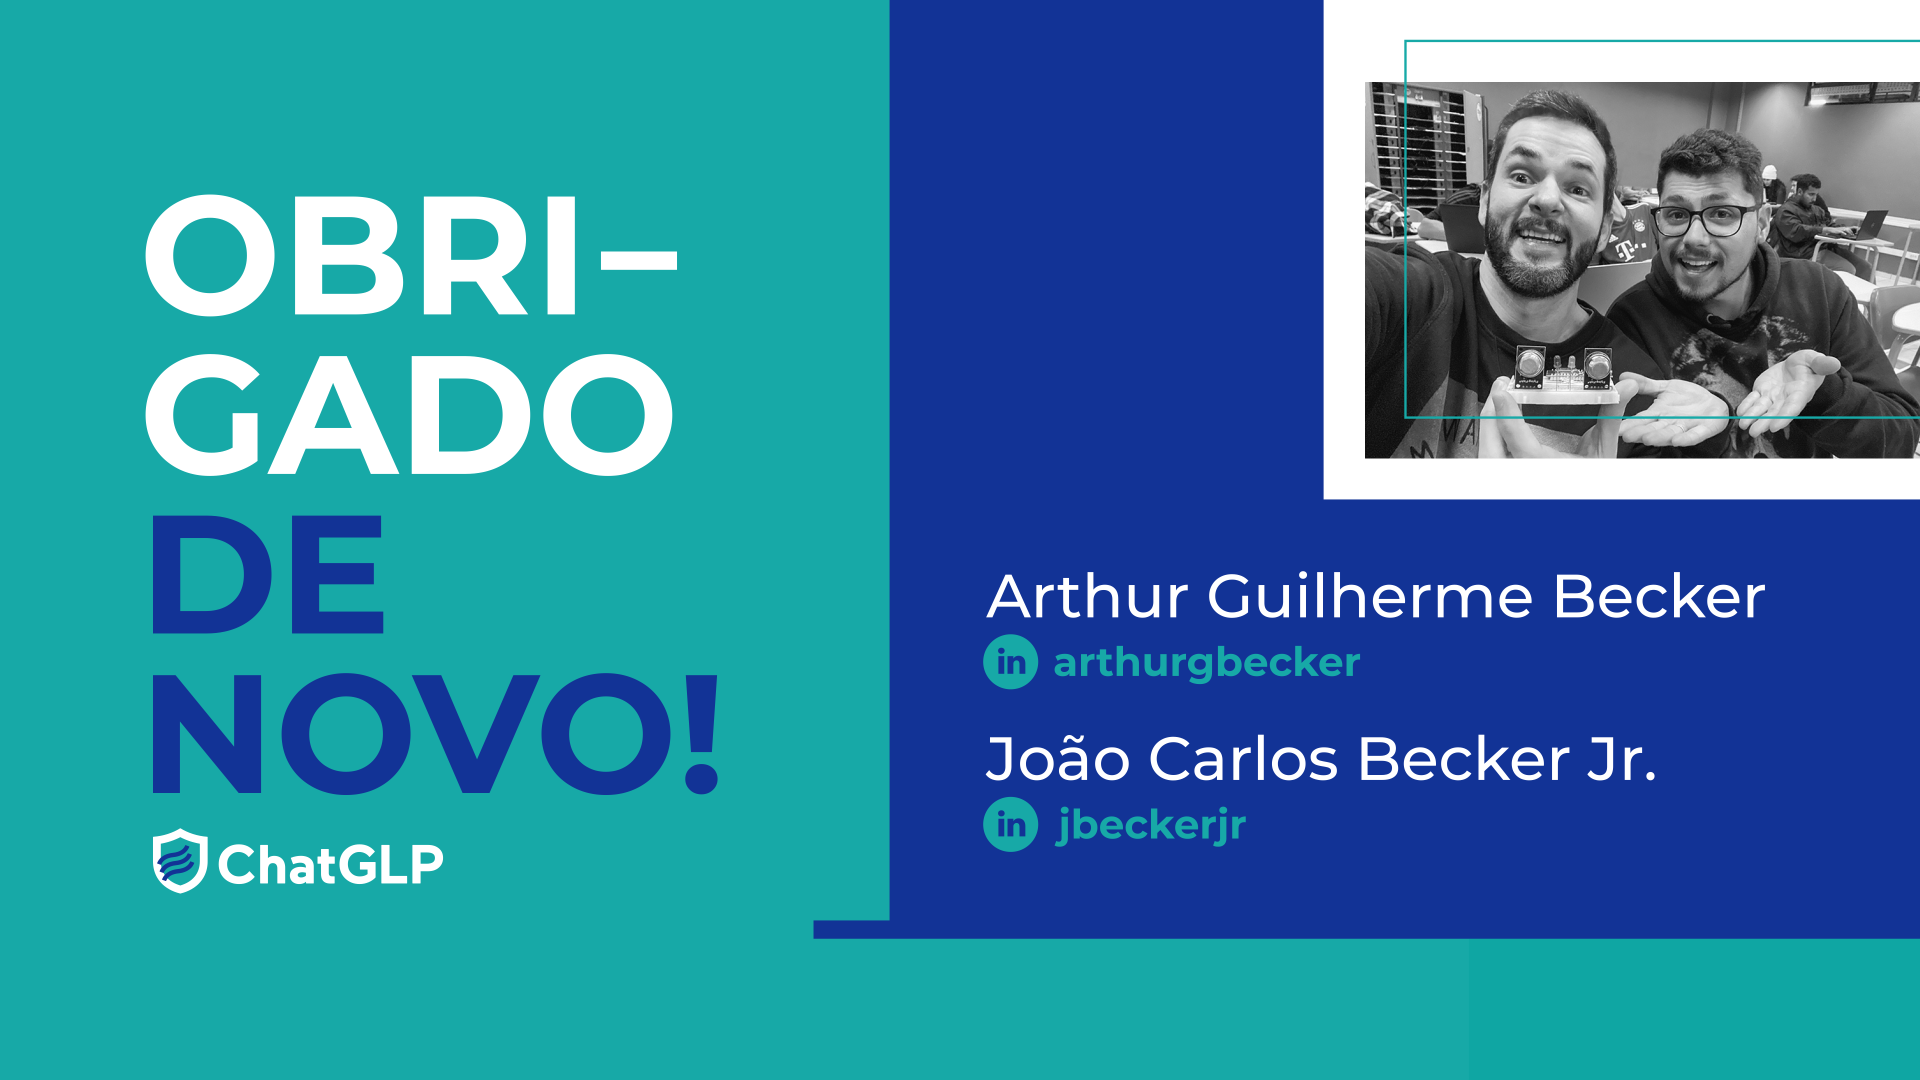 OBRI-
GADO
DE
NOVO!
ChatGLP
Arthur Guilherme Becker
in arthurgbecker
João Carlos Becker Jr.
in jbeckerjr